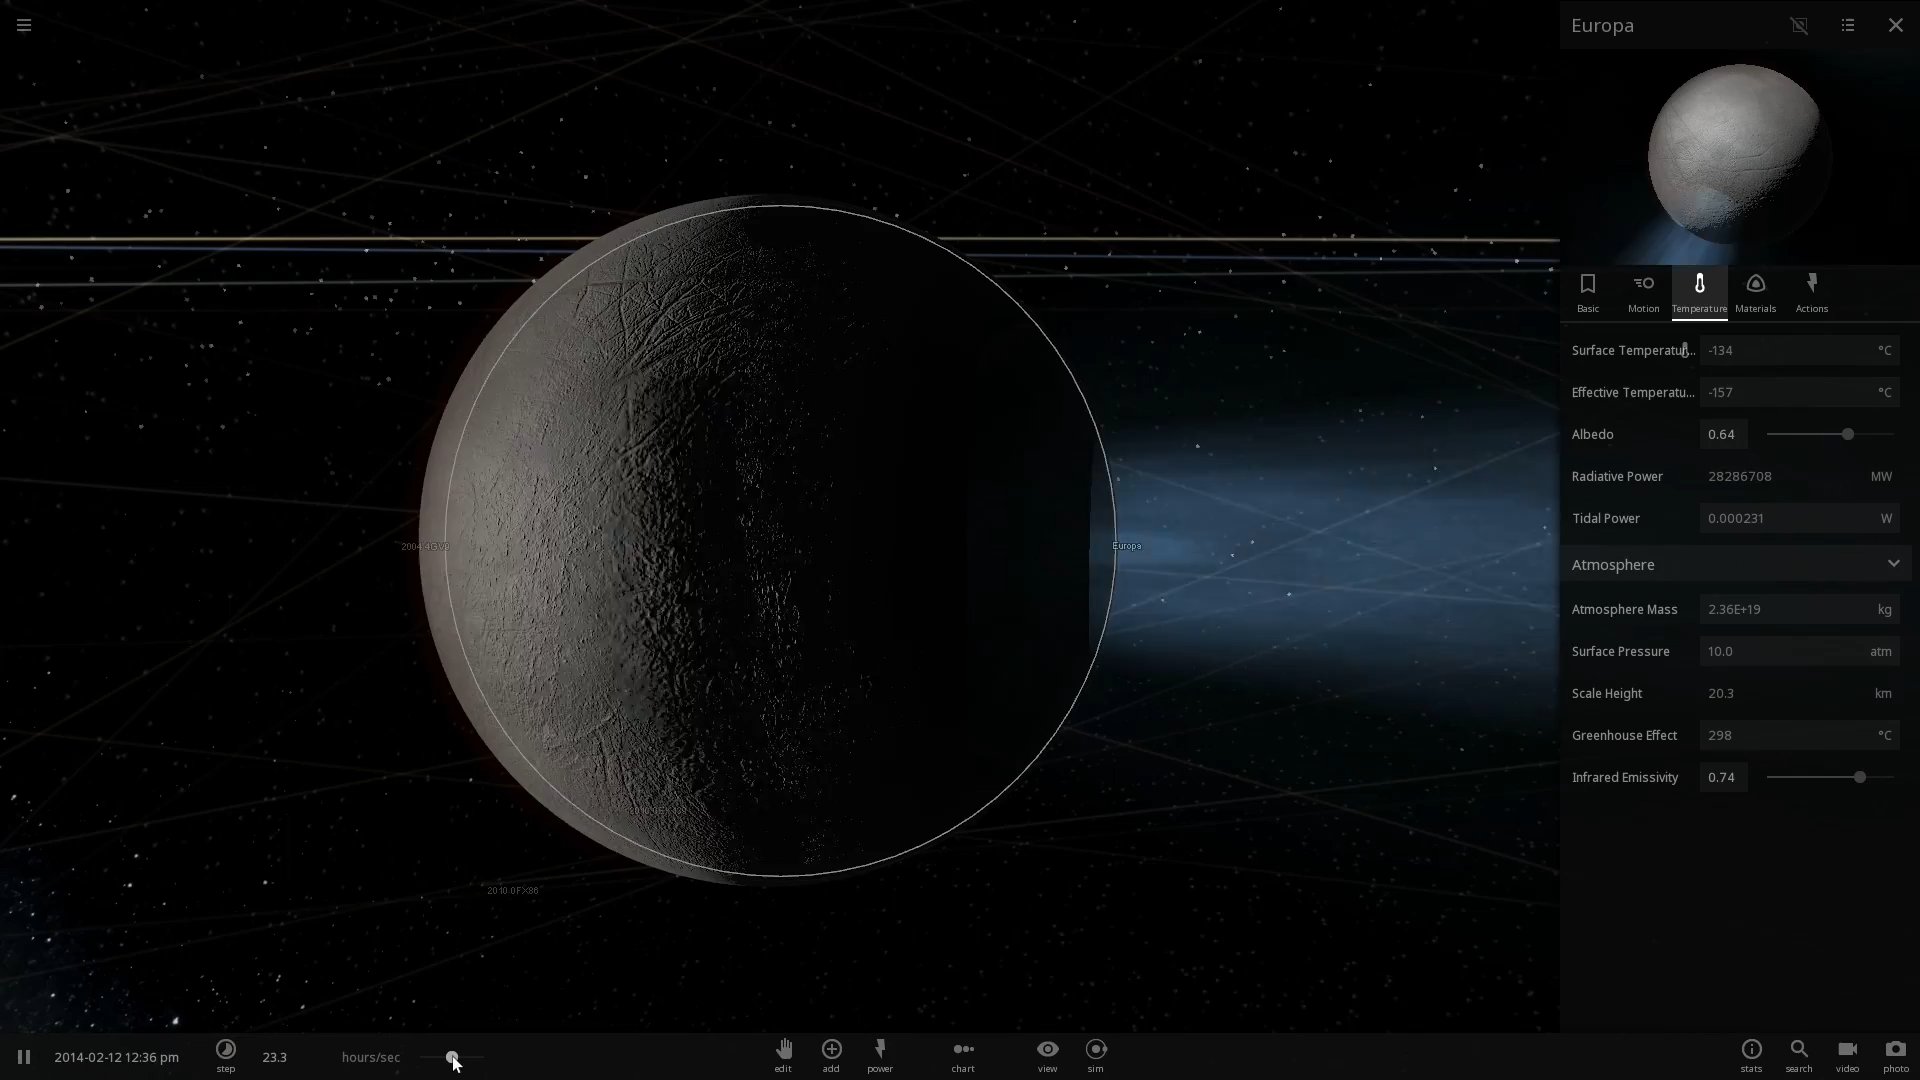 Europa
Basic
Motion
Temperature
Materials
Actions
Surface Temperatur... -134 °C
Effective Temperatu... -157 °C
Albedo 0.64
Radiative Power 28286708 MW
Tidal Power 0.000231 W
Atmosphere
Atmosphere Mass 2.36E+19 kg
Surface Pressure 10.0 atm
Scale Height 20.3 km
Greenhouse Effect 298 °C
Infrared Emissivity 0.74
Europa
2014-02-12 12:36 pm
step
23.3 hours/sec
edit
add
power
chart
view
sim
stats
search
video
photo